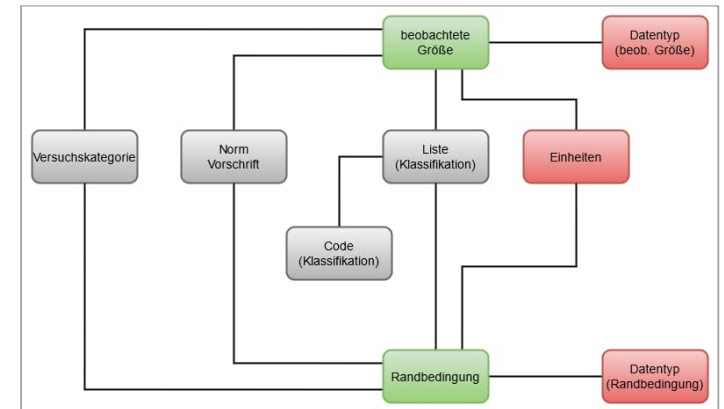 beobachtete
Größe
Datentyp
(beob. Größe)
Versuchskategorie
Norm
Vorschrift
Liste
(Klassifikation)
Einheiten
Code
(Klassifikation)
Randbedingung
Datentyp
(Randbedingung)